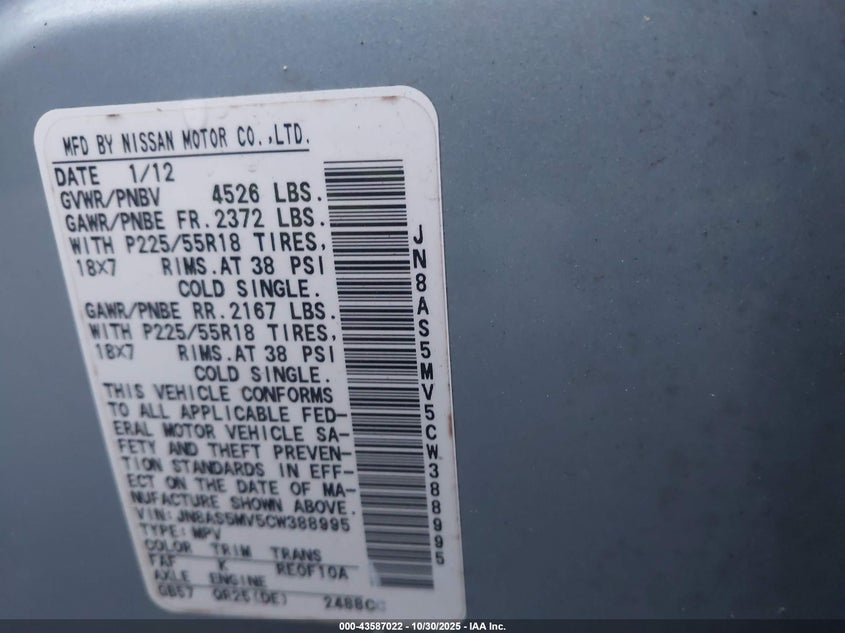 MFD BY NISSAN MOTOR CO.,LTD.
DATE 1/12
GVWR/PNBV 4526 LBS.
GAWR/PNBE FR. 2372 LBS.
WITH P225/55R18 TIRES,
18X7 RIMS.AT 38 PSI
COLD SINGLE.
GAWR/PNBE RR. 2167 LBS.
WITH P225/55R18 TIRES,
18X7 RIMS.AT 38 PSI
COLD SINGLE.
THIS VEHICLE CONFORMS
TO ALL APPLICABLE FED-
ERAL MOTOR VEHICLE SA-
FETY AND THEFT PREVEN-
TION STANDARDS IN EFF-
ECT ON THE DATE OF MA-
NUFACTURE SHOWN ABOVE.
VIN: JN8AS5MV5CW388995
TYPE: MPV
COLOR TRIM TRANS
FAF K RE0F10A
AXLE ENGINE
GB57 QR25(DE) 2488CC
JN8AS5MV5CW388995
000-43587022 - 10/30/2025 - IAA Inc.